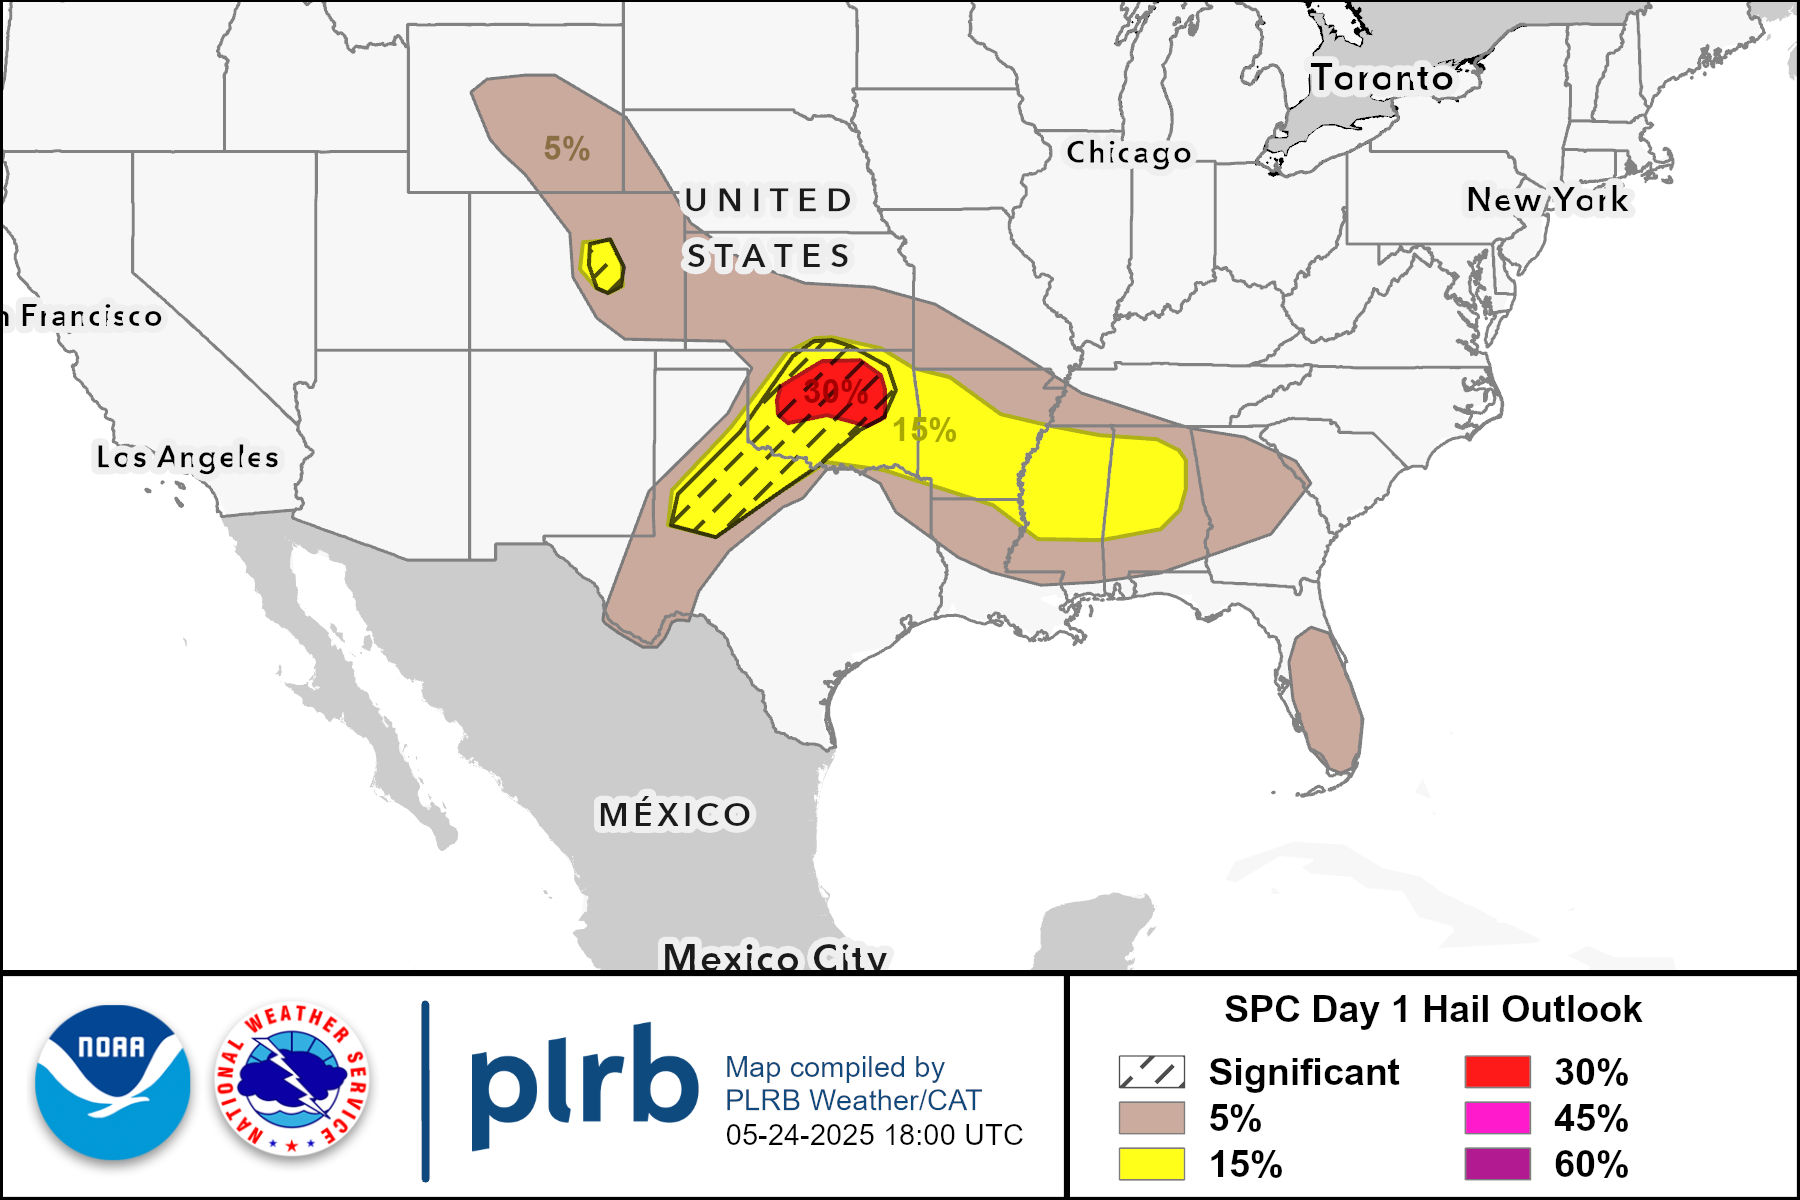 Toronto
5%
Chicago
UNITED
New York
STATES
n Francisco
30%
15%
Los Angeles
MÉXICO
Mexico City
NOAA
NATIONAL WEATHER SERVICE
plrb
Map compiled by
PLRB Weather/CAT
05-24-2025 18:00 UTC
SPC Day 1 Hail Outlook
Significant
5%
15%
30%
45%
60%